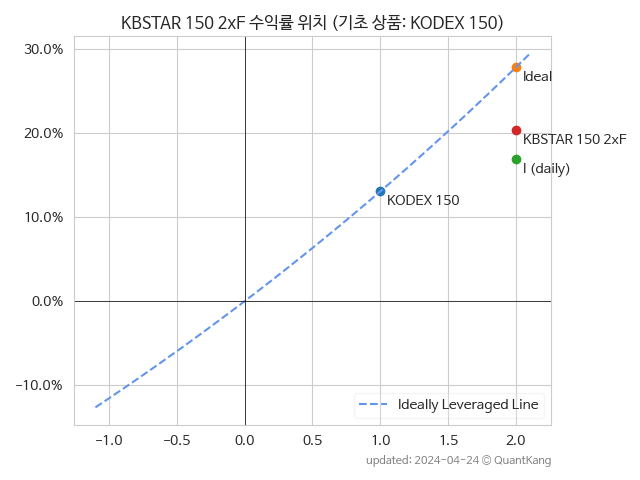 KBSTAR 150 2xF 수익률 위치 (기초 상품: KODEX 150)
30.0%
Ideal
20.0%
KBSTAR 150 2xF
I (daily)
KODEX 150
10.0%
0.0%
−10.0%
Ideally Leveraged Line
−1.0 −0.5 0.0 0.5 1.0 1.5 2.0
updated: 2024-04-24 © QuantKang